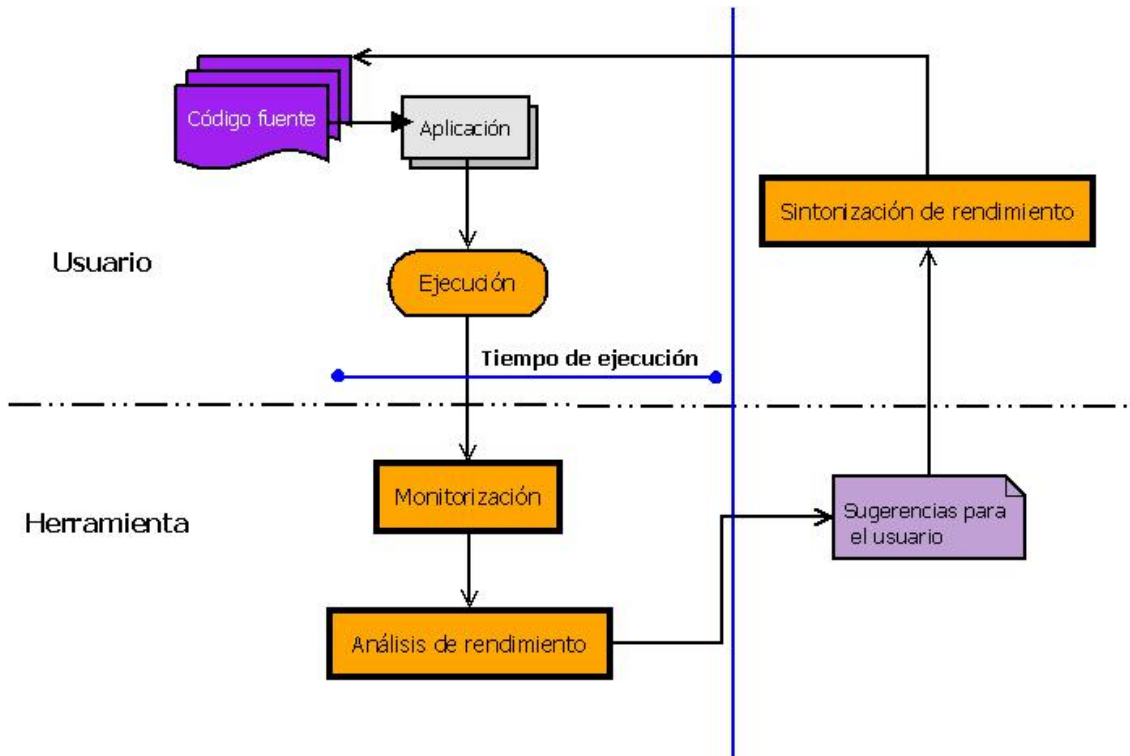 Código fuente
Aplicación
Sintonización de rendimiento
Usuario
Ejecución
Tiempo de ejecución
Monitorización
Herramienta
Sugerencias para
el usuario
Análisis de rendimiento